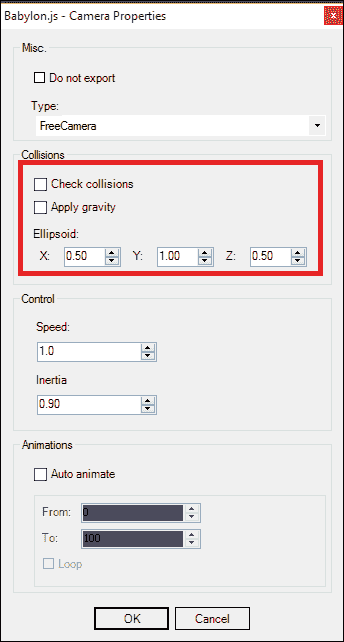 Babylon.js - Camera Properties x
Misc.
Do not export
Type:
FreeCamera
Collisions
Check collisions
Apply gravity
Ellipsoid:
X: 0.50 Y: 1.00 Z: 0.50
Control
Speed:
1.0
Inertia
0.90
Animations
Auto animate
From: 0
To: 100
Loop
OK Cancel